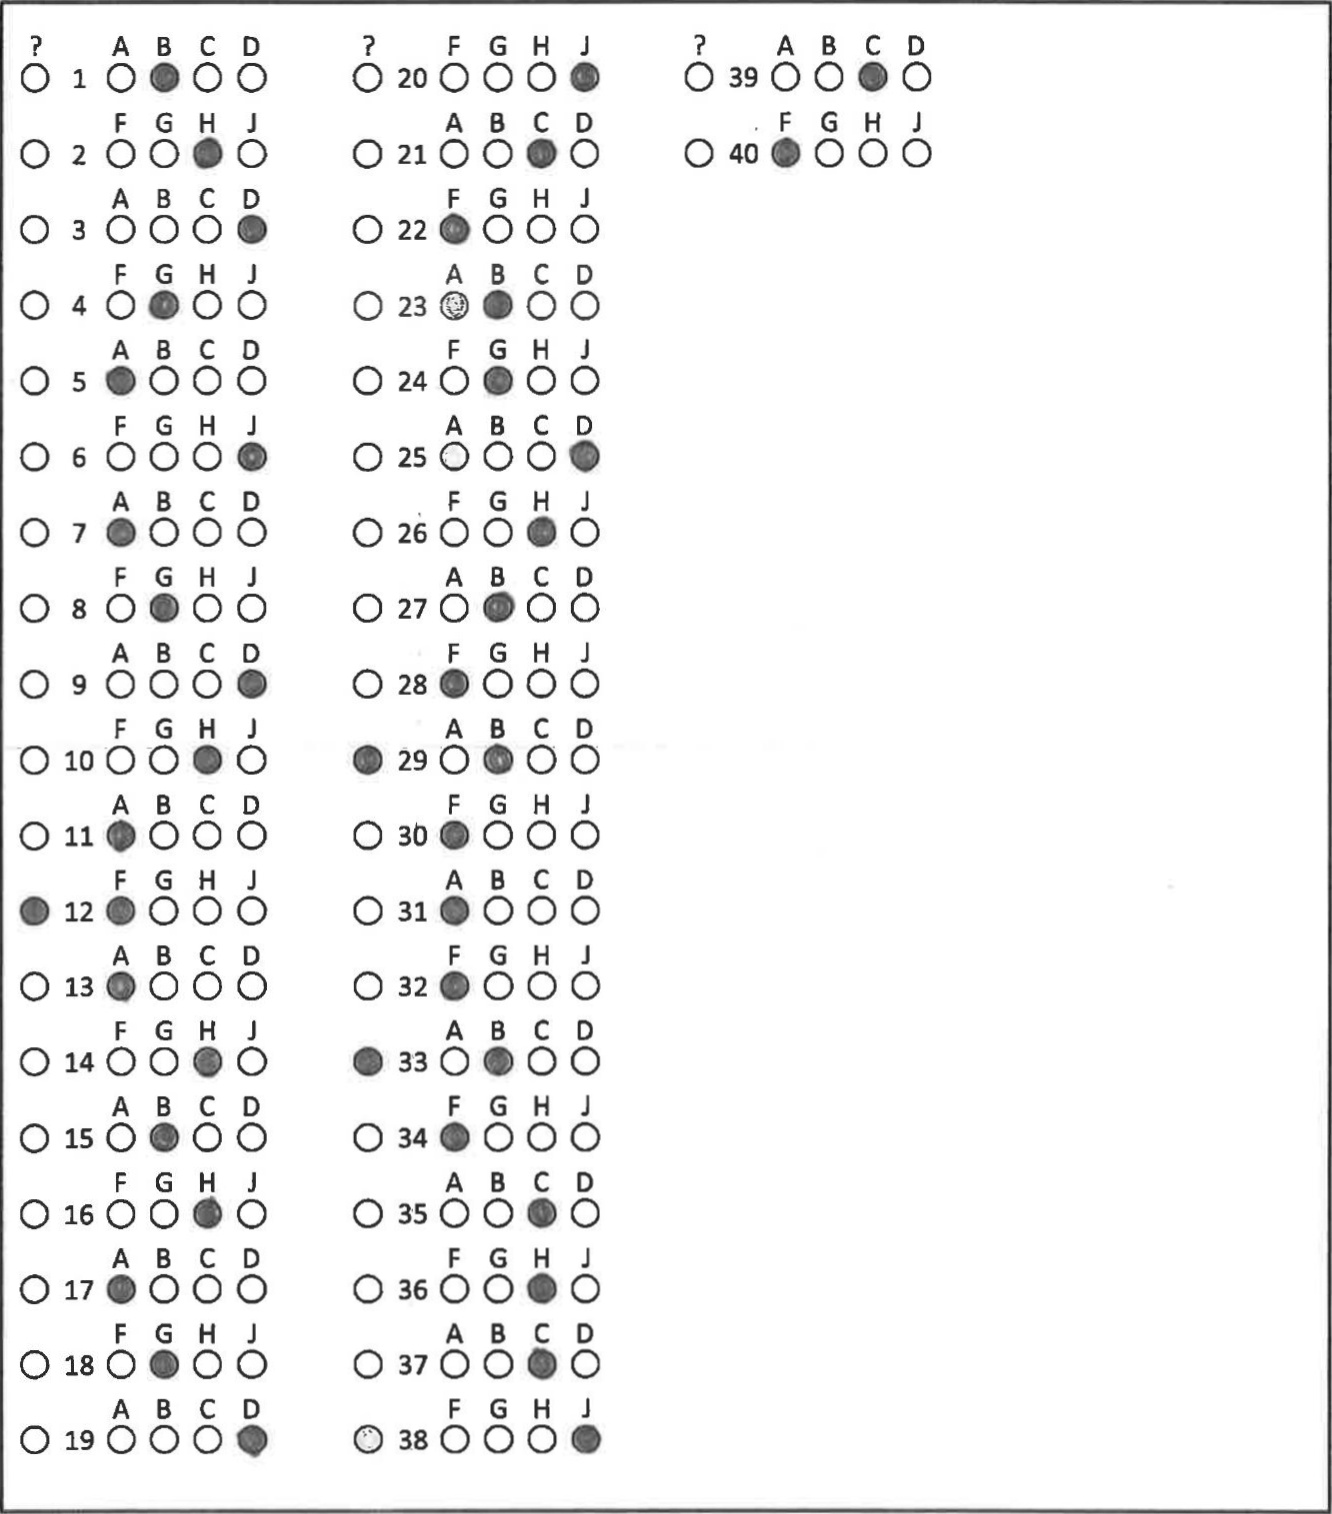 ? A B C D
1
F G H J
2
A B C D
3
F G H J
4
A B C D
5
F G H J
6
A B C D
7
F G H J
8
A B C D
9
F G H J
10
A B C D
11
F G H J
12
A B C D
13
F G H J
14
A B C D
15
F G H J
16
A B C D
17
F G H J
18
A B C D
19
? F G H J
20
A B C D
21
F G H J
22
A B C D
23
F G H J
24
A B C D
25
F G H J
26
A B C D
27
F G H J
28
A B C D
29
F G H J
30
A B C D
31
F G H J
32
A B C D
33
F G H J
34
A B C D
35
F G H J
36
A B C D
37
F G H J
38
? A B C D
39
F G H J
40